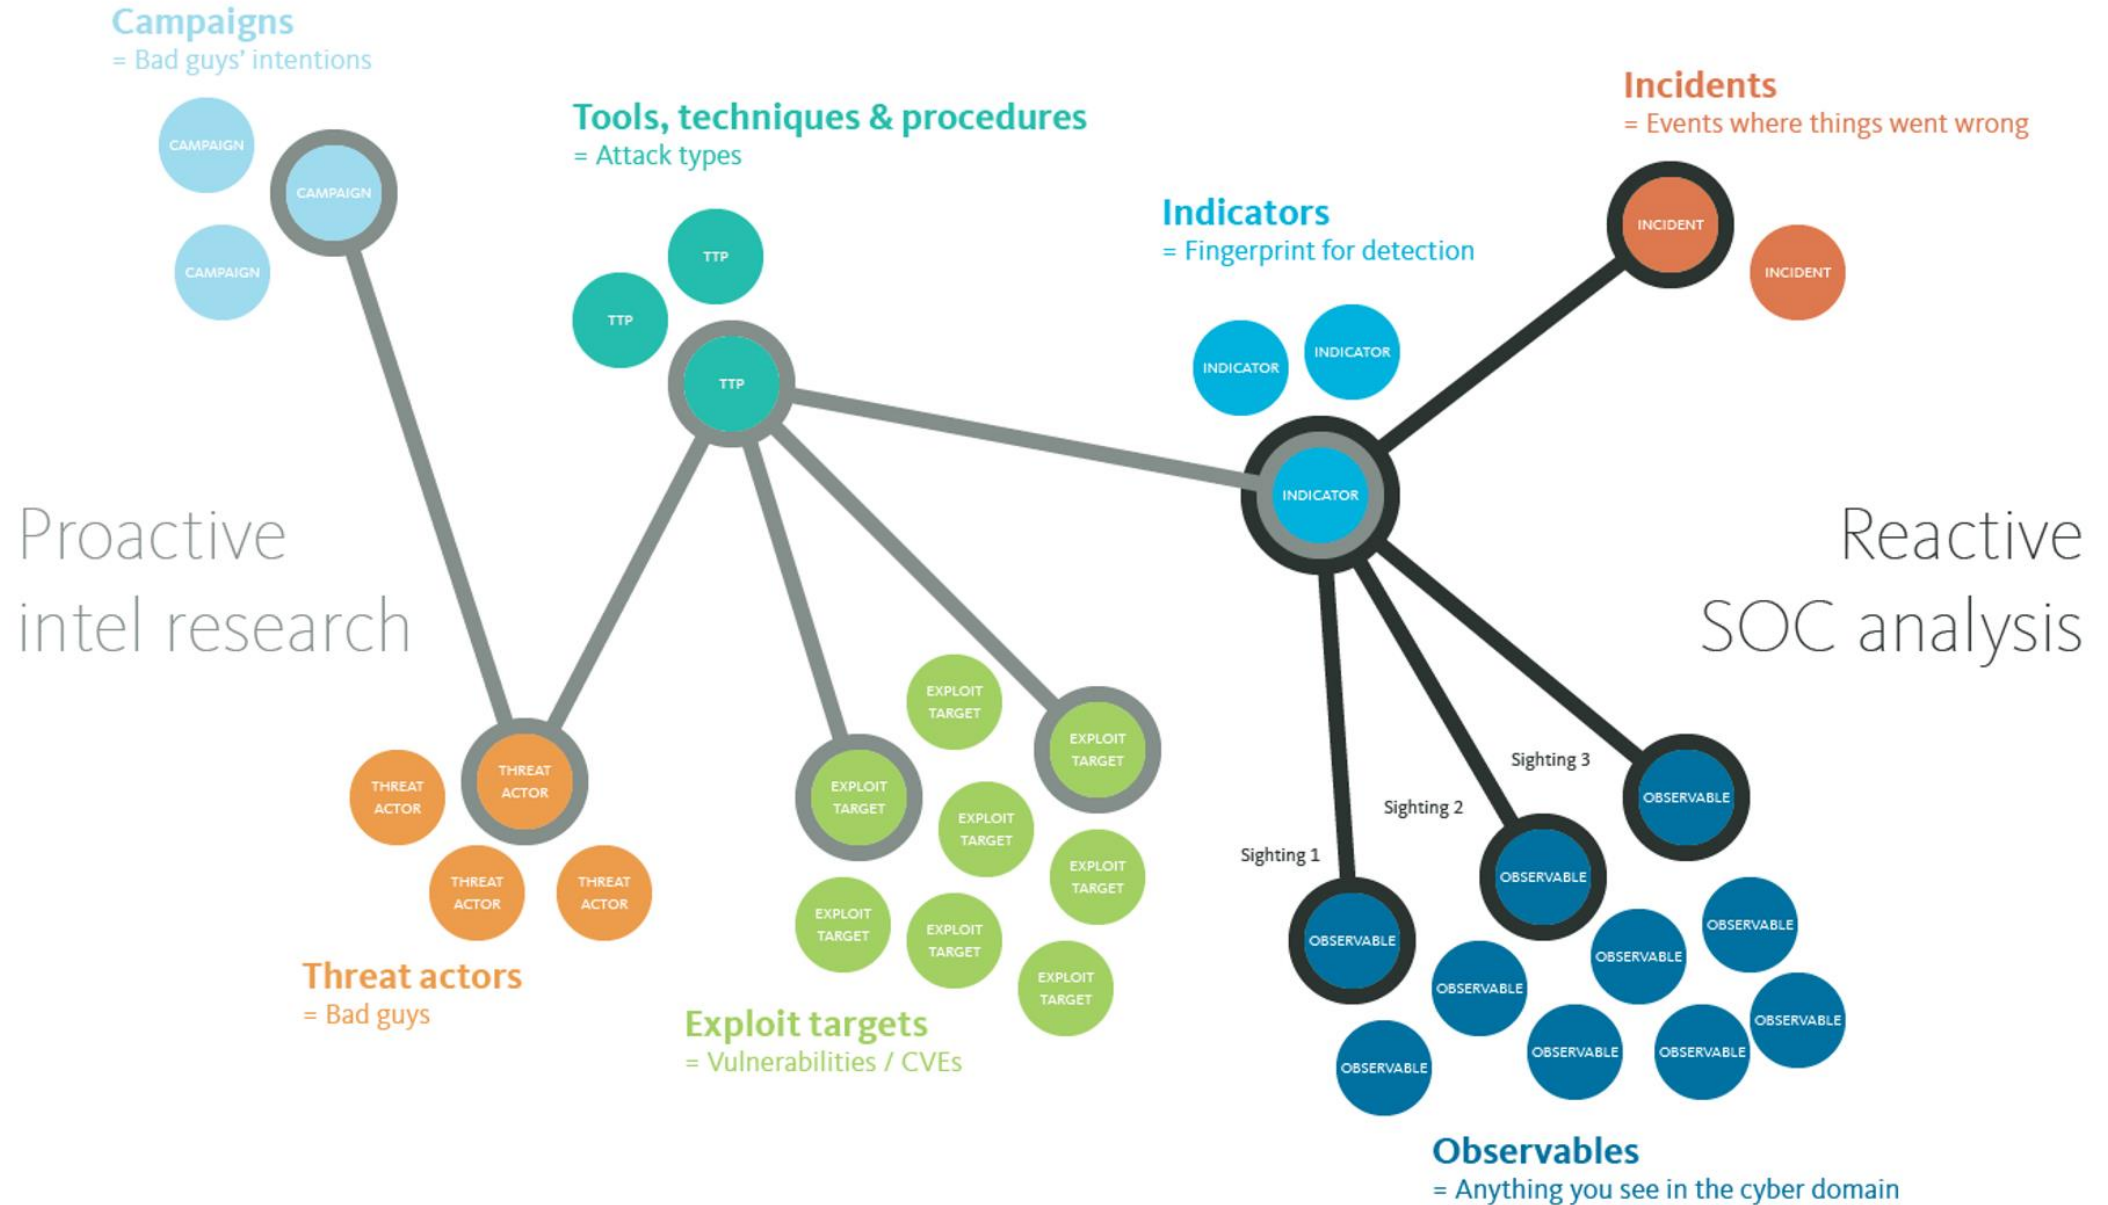 Campaigns
= Bad guys' intentions
CAMPAIGN
CAMPAIGN
CAMPAIGN
Tools, techniques & procedures
= Attack types
TTP
TTP
TTP
Indicators
= Fingerprint for detection
INDICATOR
INDICATOR
INDICATOR
Incidents
= Events where things went wrong
INCIDENT
INCIDENT
Proactive
intel research
Reactive
SOC analysis
THREAT
ACTOR
THREAT
ACTOR
THREAT
ACTOR
THREAT
ACTOR
Threat actors
= Bad guys
EXPLOIT
TARGET
EXPLOIT
TARGET
EXPLOIT
TARGET
EXPLOIT
TARGET
EXPLOIT
TARGET
EXPLOIT
TARGET
EXPLOIT
TARGET
EXPLOIT
TARGET
Exploit targets
= Vulnerabilities / CVEs
Sighting 3
Sighting 2
Sighting 1
OBSERVABLE
OBSERVABLE
OBSERVABLE
OBSERVABLE
OBSERVABLE
OBSERVABLE
OBSERVABLE
OBSERVABLE
OBSERVABLE
OBSERVABLE
Observables
= Anything you see in the cyber domain